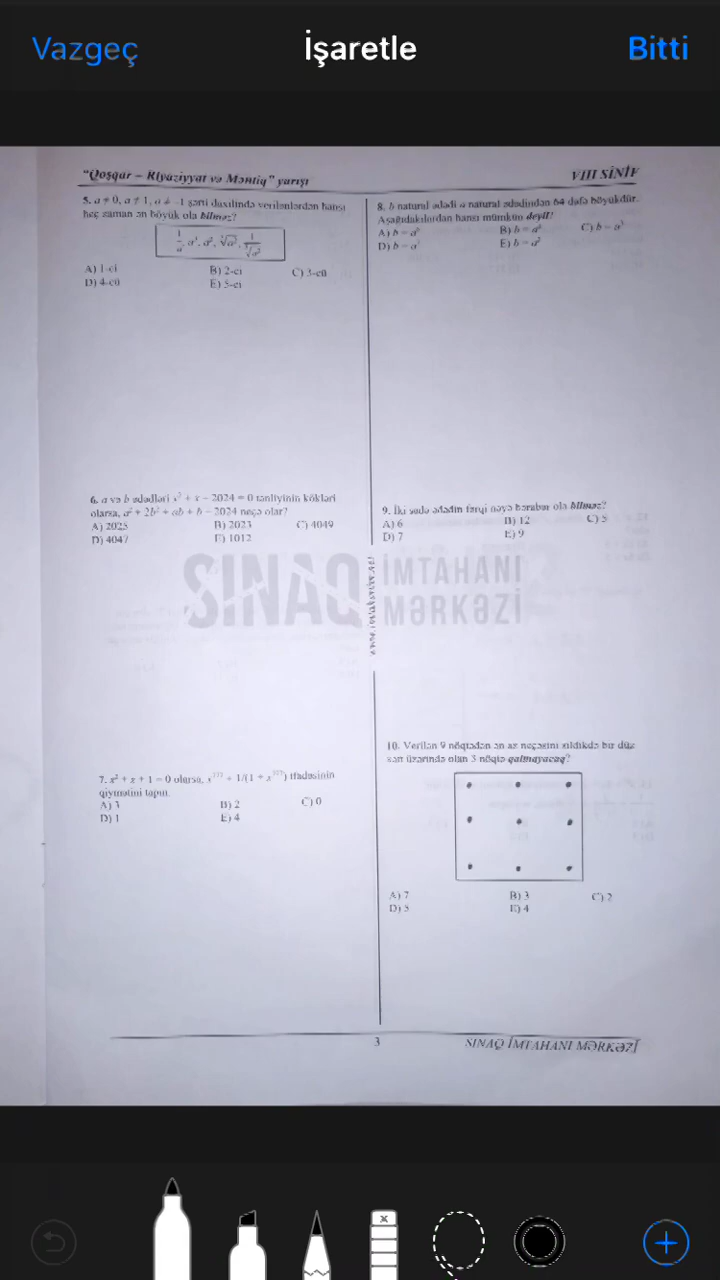 Vazgeç
İşaretle
Bitti
"Qoşqar – Riyaziyyat və Məntiq" yarışı
VIII SİNİF
5. a ≠ 0, a ≠ 1, a ≠ −1 şərti daxilində verilənlərdən hansı
heç zaman ən böyük ola bilməz?
A) 1-ci
B) 2-ci
C) 3-cü
D) 4-cü
E) 5-ci
6. a və b ədədləri x² + x − 2024 = 0 tənliyinin kökləri
olarsa, a² + 2b² + ab + b − 2024 neçə olar?
A) 2025
B) 2023
C) 4049
D) 4047
E) 1012
7. x² + x + 1 = 0 olarsa, ifadəsinin
qiymətini tapın.
A) 3
B) 2
C) 0
D) 1
E) 4
8. b natural ədədi a natural ədədindən 64 dəfə böyükdür.
Aşağıdakılardan hansı mümkün deyil?
A) b =
B) b =
C) b =
D) b =
E) b = a²
9. İki sadə ədədin fərqi nəyə bərabər ola bilməz?
A) 6
B) 12
C) 5
D) 7
E) 9
10. Verilən 9 nöqtədən ən az neçəsini sildikdə bir düz
xətt üzərində olan 3 nöqtə qalmayacaq?
A) 7
B) 3
C) 2
D) 5
E) 4
SINAQ İMTAHANI
MƏRKƏZİ
3
SINAQ İMTAHANI MƏRKƏZİ